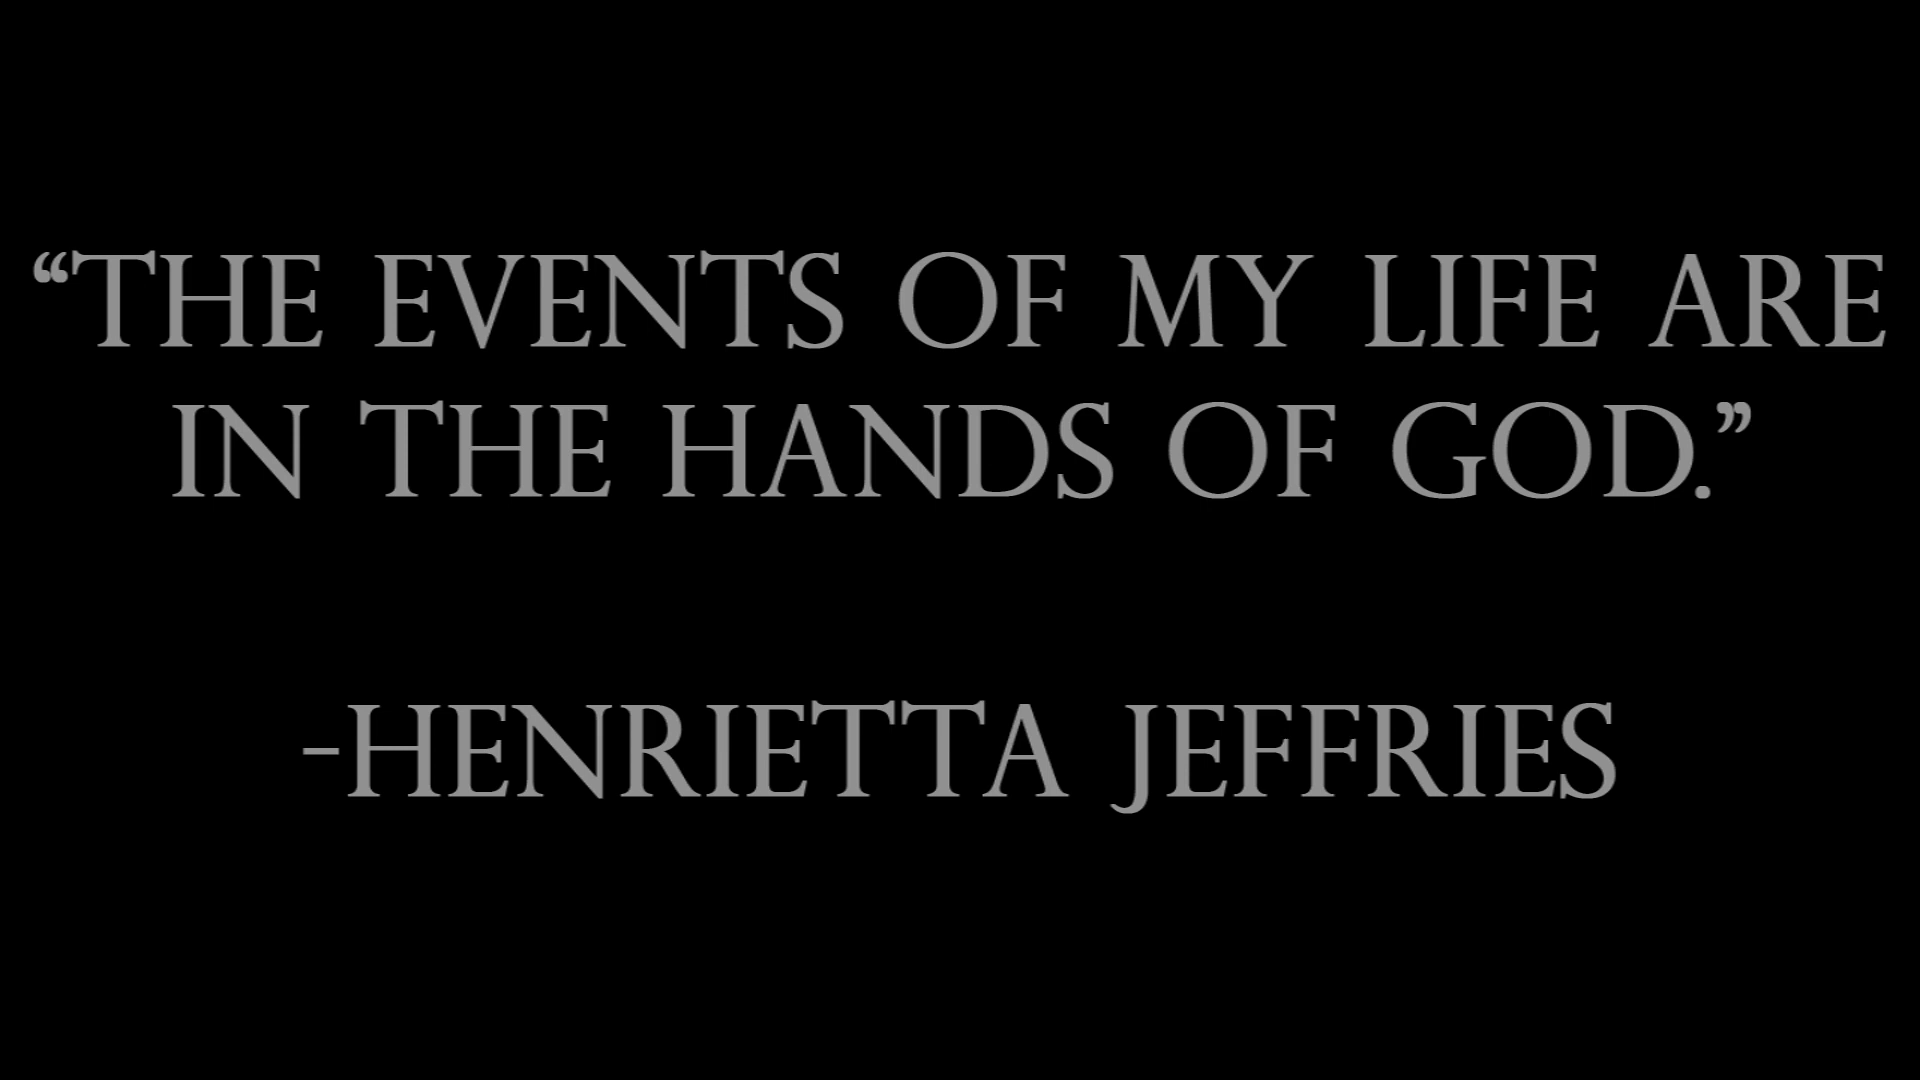 “THE EVENTS OF MY LIFE ARE
IN THE HANDS OF GOD.”
-HENRIETTA JEFFRIES